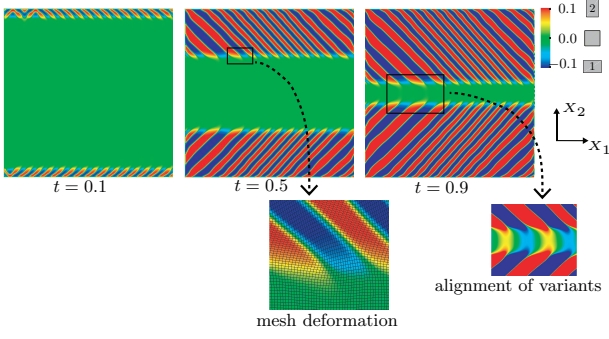 0.1
2
0.0
−0.1
1
X₂
X₁
t = 0.1
t = 0.5
t = 0.9
alignment of variants
mesh deformation